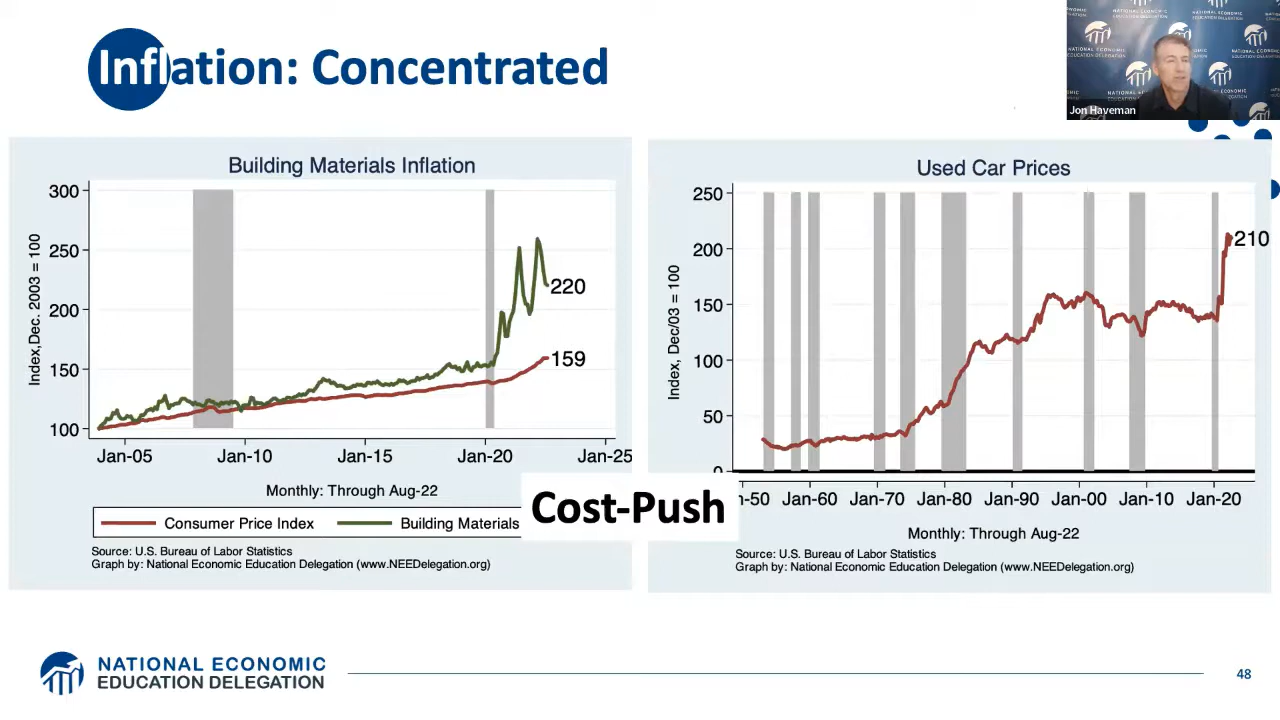 Inflation: Concentrated
NATIONAL ECONOMIC
Jon Haveman
Building Materials Inflation
300
250
200
150
100
Index,Dec. 2003 = 100
220
159
Jan-05 Jan-10 Jan-15 Jan-20 Jan-25
Monthly: Through Aug-22
Consumer Price Index Building Materials
Source: U.S. Bureau of Labor Statistics
Graph by: National Economic Education Delegation (www.NEEDelegation.org)
Cost-Push
Used Car Prices
250
200
150
100
50
0
Index, Dec/03 = 100
210
n-50 Jan-60 Jan-70 Jan-80 Jan-90 Jan-00 Jan-10 Jan-20
Monthly: Through Aug-22
Source: U.S. Bureau of Labor Statistics
Graph by: National Economic Education Delegation (www.NEEDelegation.org)
NATIONAL ECONOMIC
EDUCATION DELEGATION
48